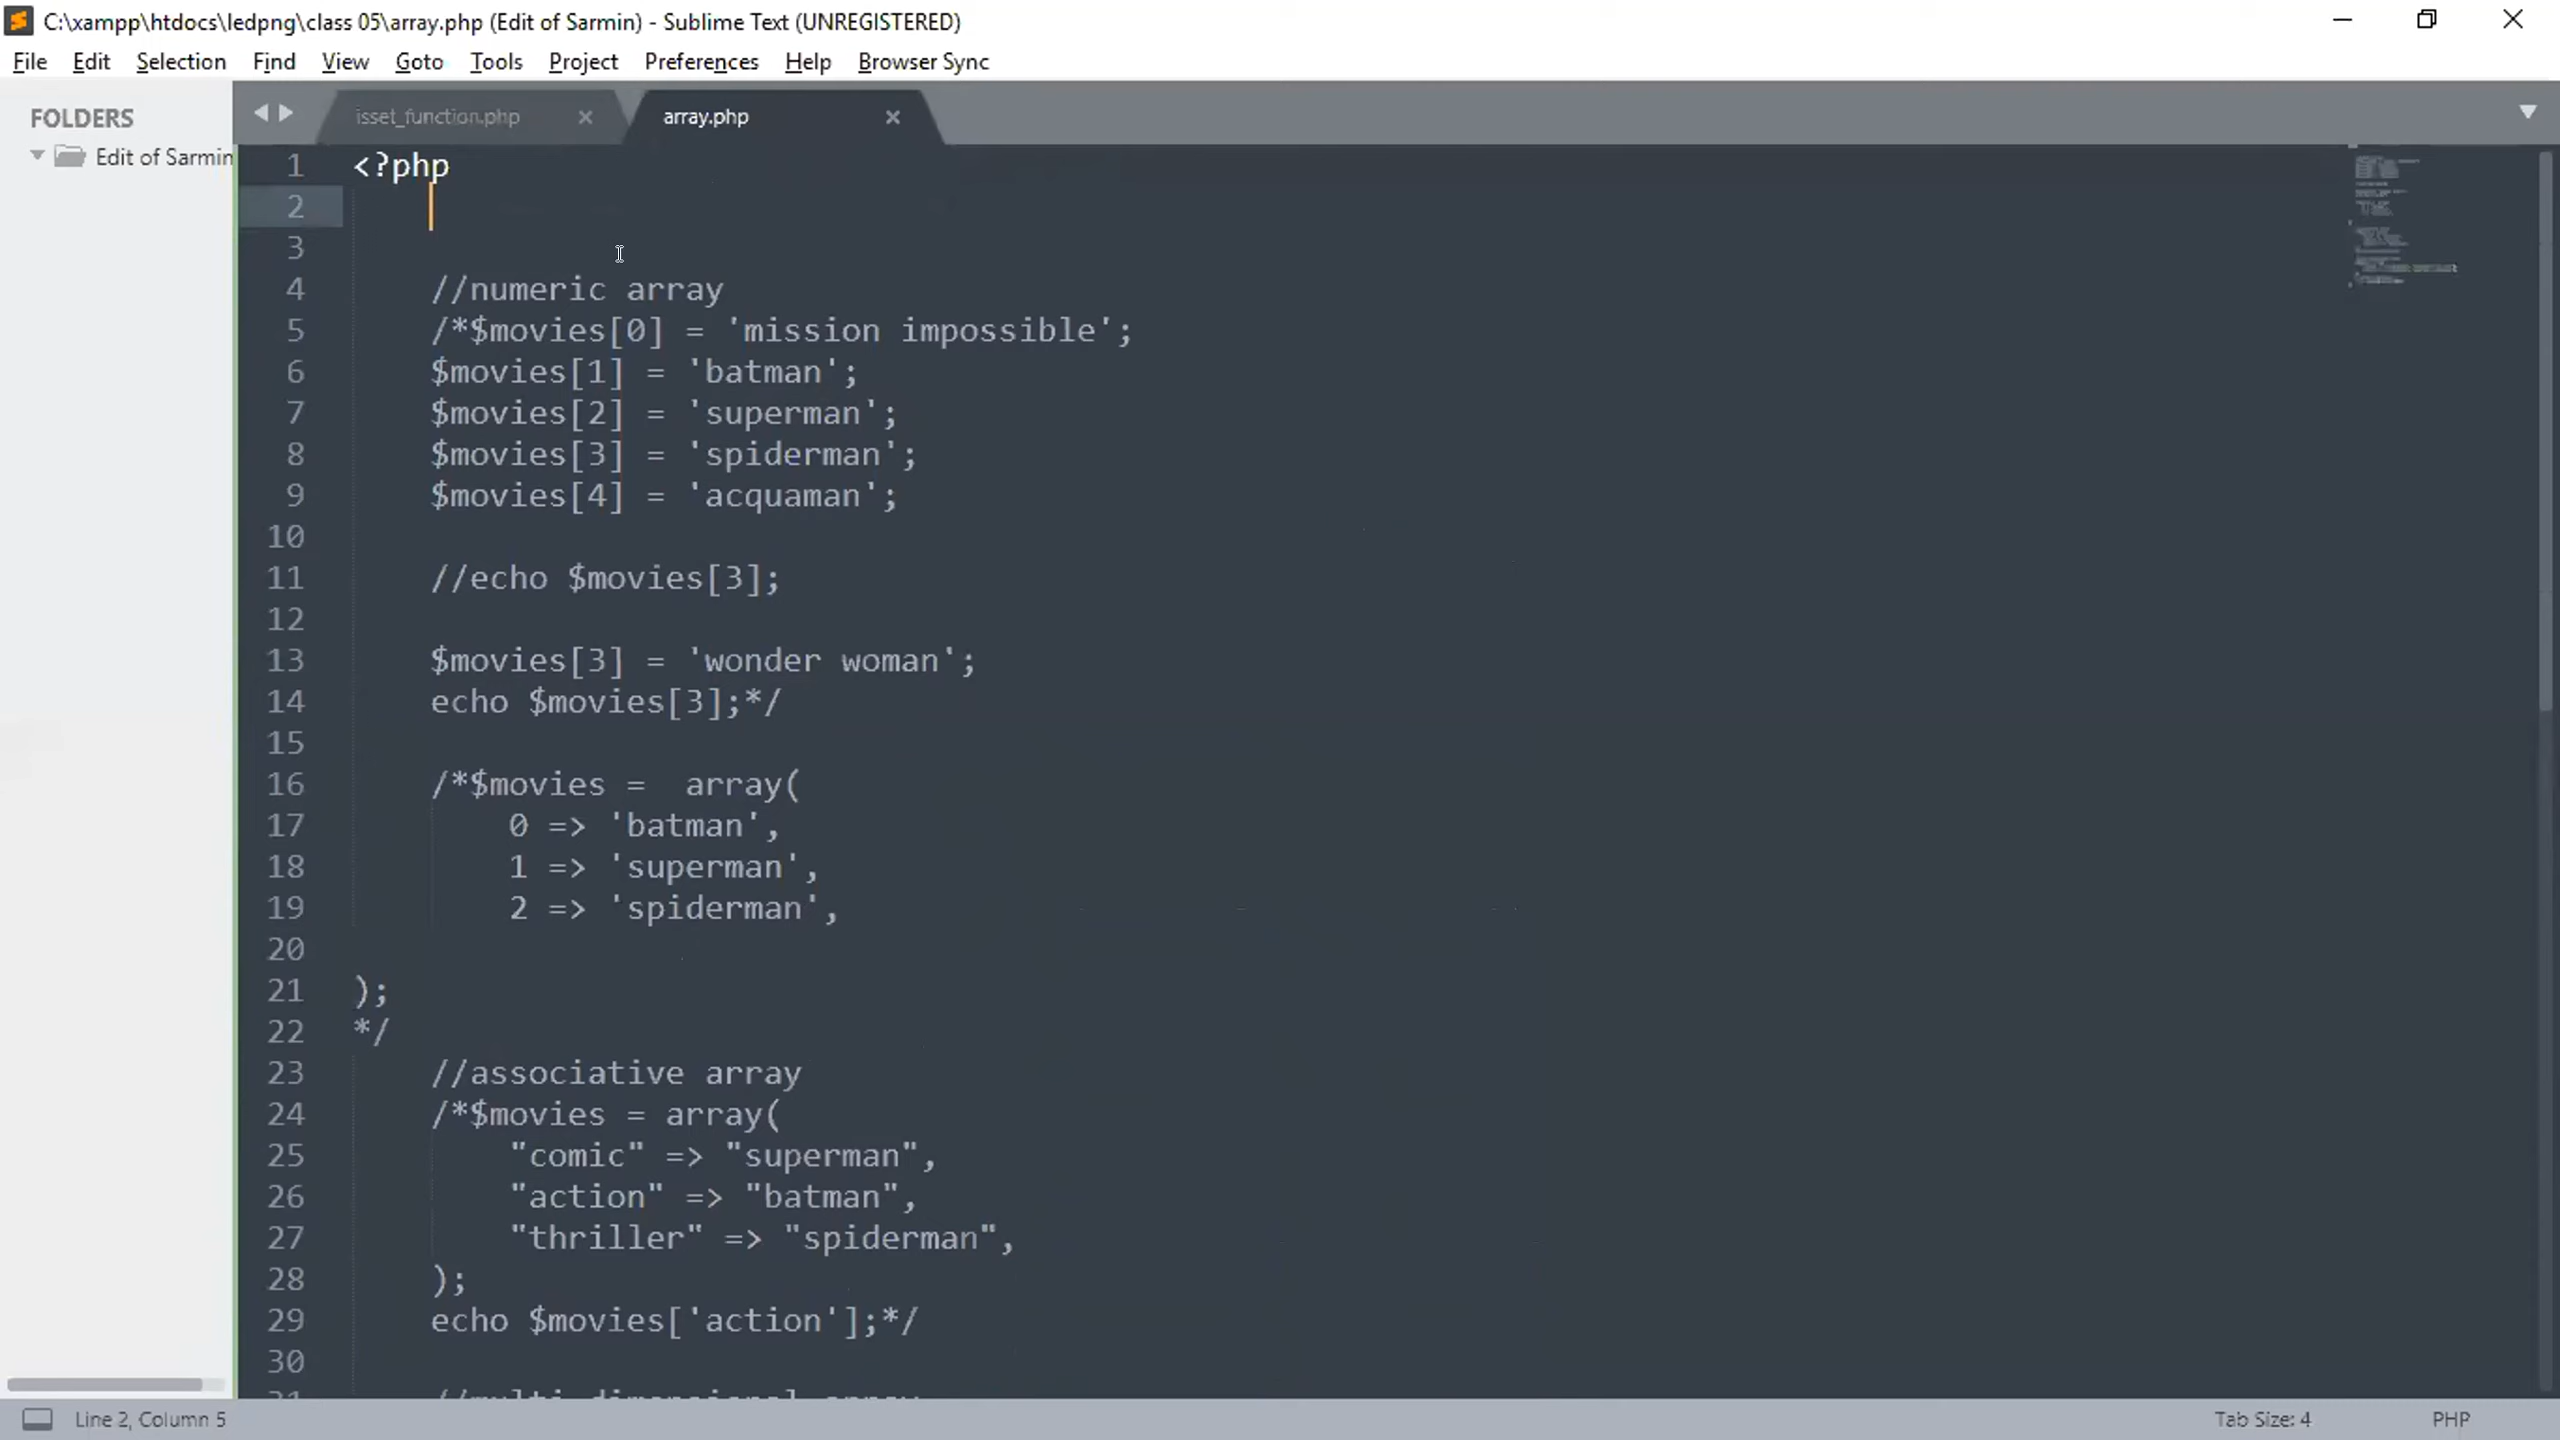 C:\xampp\htdocs\ledpng\class 05\array.php (Edit of Sarmin) - Sublime Text (UNREGISTERED)
File Edit Selection Find View Goto Tools Project Preferences Help Browser Sync
FOLDERS
Edit of Sarmin
isset_function.php
array.php
1 <?php
2
3
4 //numeric array
5 /*$movies[0] = 'mission impossible';
6 $movies[1] = 'batman';
7 $movies[2] = 'superman';
8 $movies[3] = 'spiderman';
9 $movies[4] = 'acquaman';
10
11 //echo $movies[3];
12
13 $movies[3] = 'wonder woman';
14 echo $movies[3];*/
15
16 /*$movies =  array(
17 0 => 'batman',
18 1 => 'superman',
19 2 => 'spiderman',
20
21 );
22 */
23 //associative array
24 /*$movies = array(
25 "comic" => "superman",
26 "action" => "batman",
27 "thriller" => "spiderman",
28 );
29 echo $movies['action'];*/
30
Line 2, Column 5
Tab Size: 4
PHP